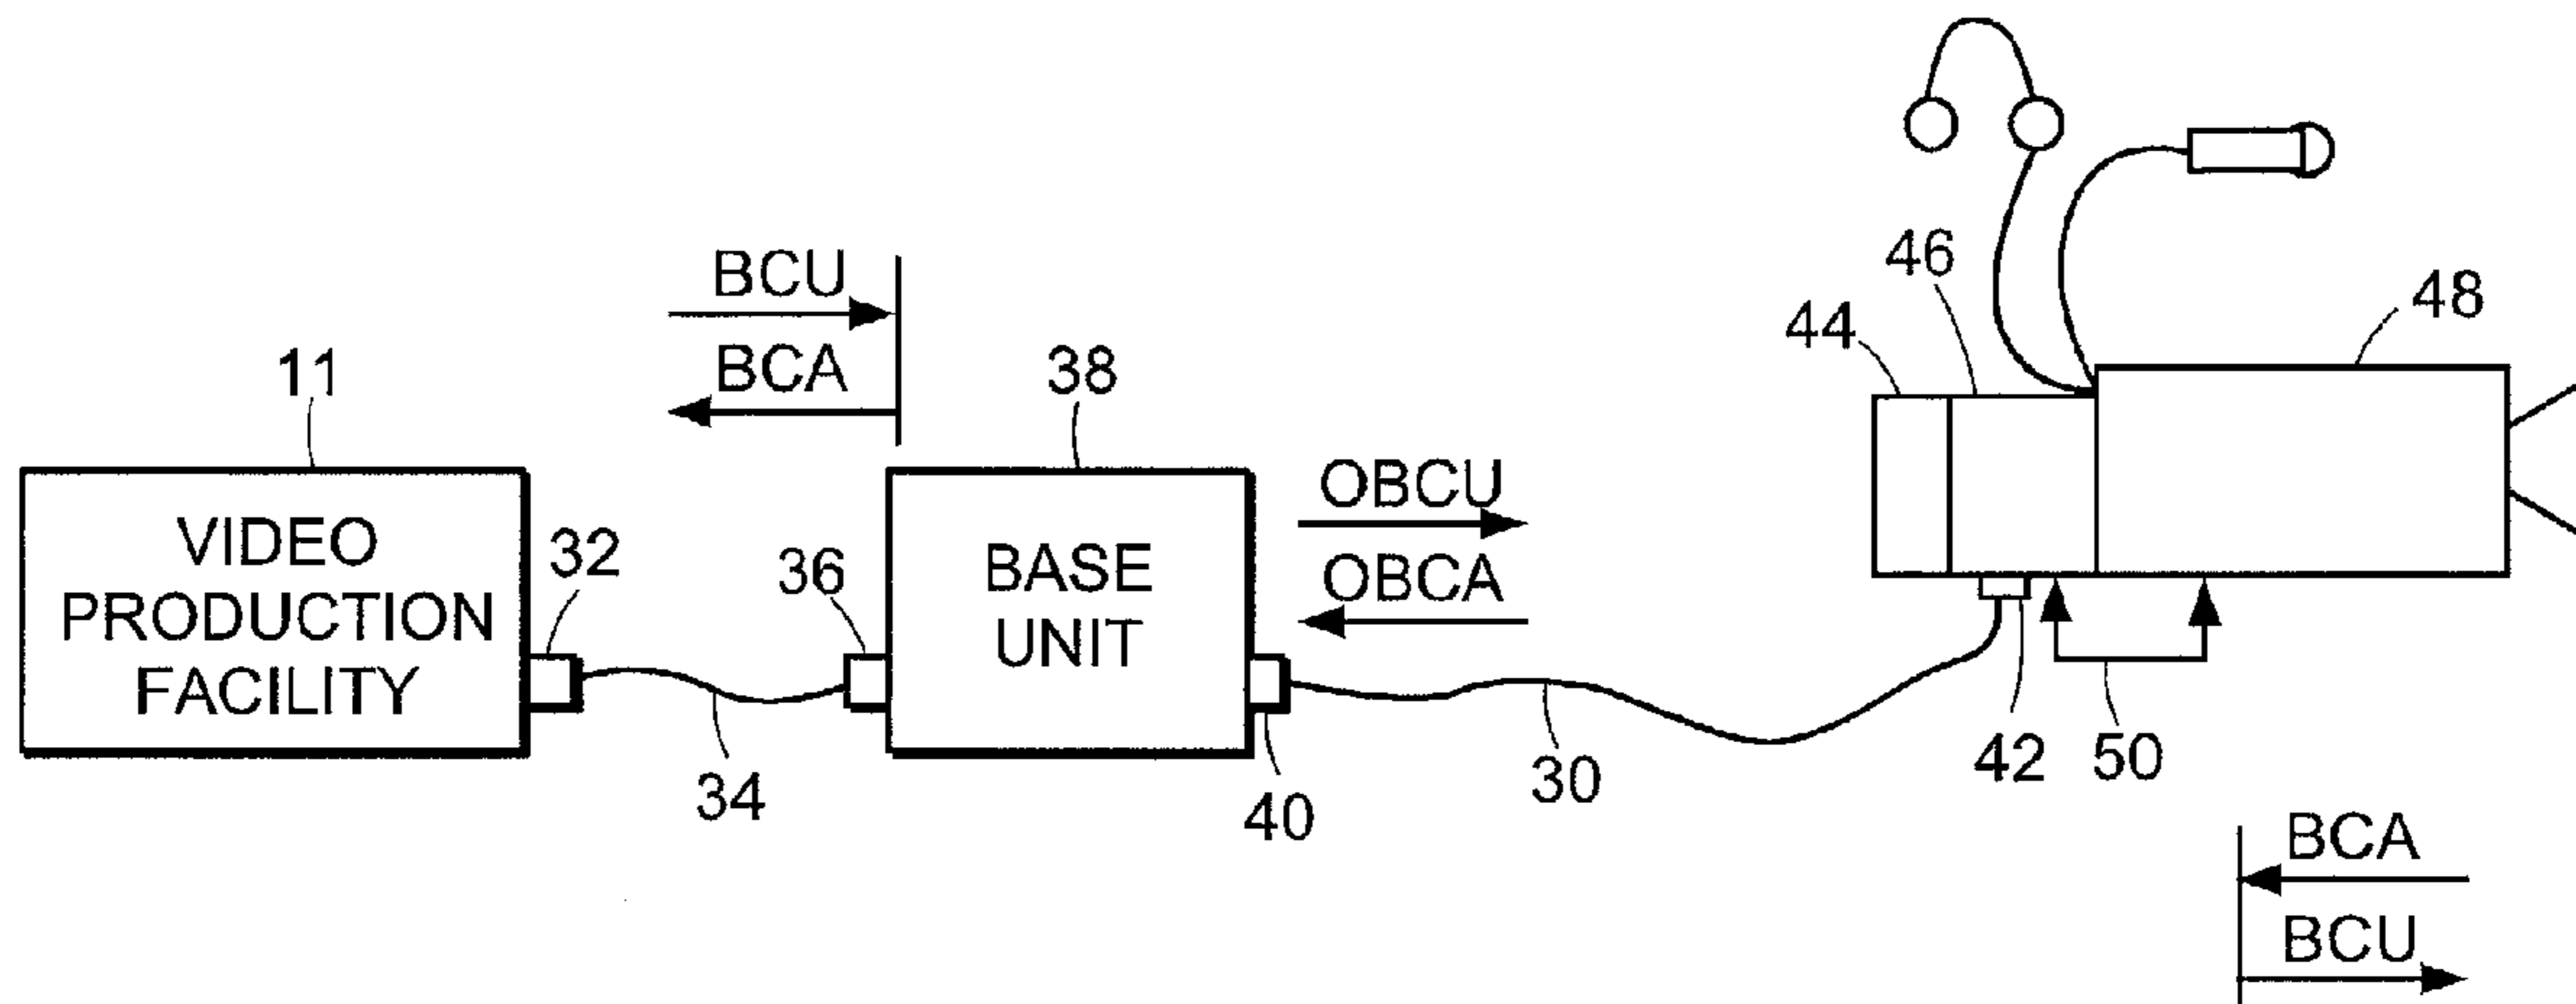 46
BCU
48
44
BCA
11
38
OBCU
VIDEO
PRODUCTION
FACILITY
32
36
BASE
UNIT
OBCA
34
40
30
42
50
BCA
BCU